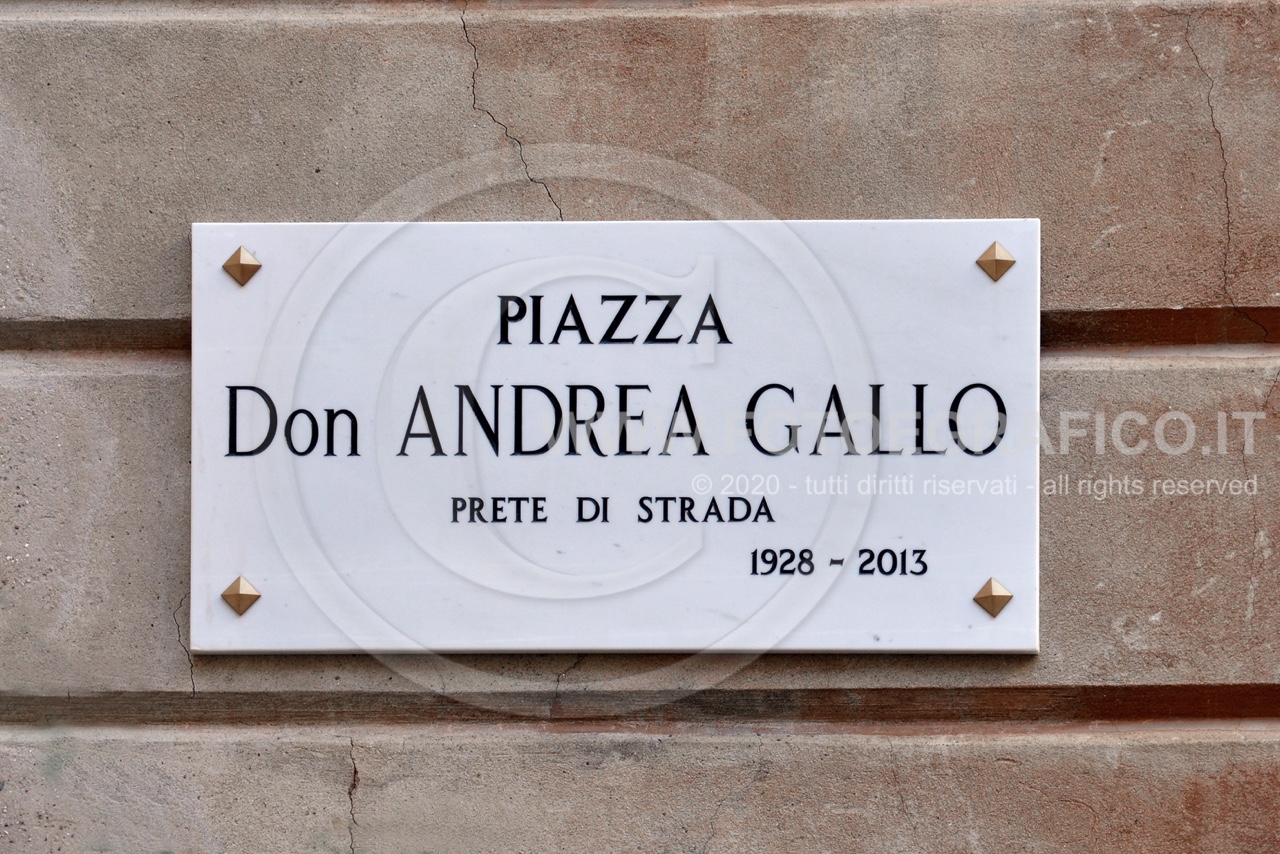 PIAZZA
Don ANDREA GALLO
PRETE DI STRADA
1928 - 2013
© 2020 - tutti diritti riservati - all rights reserved